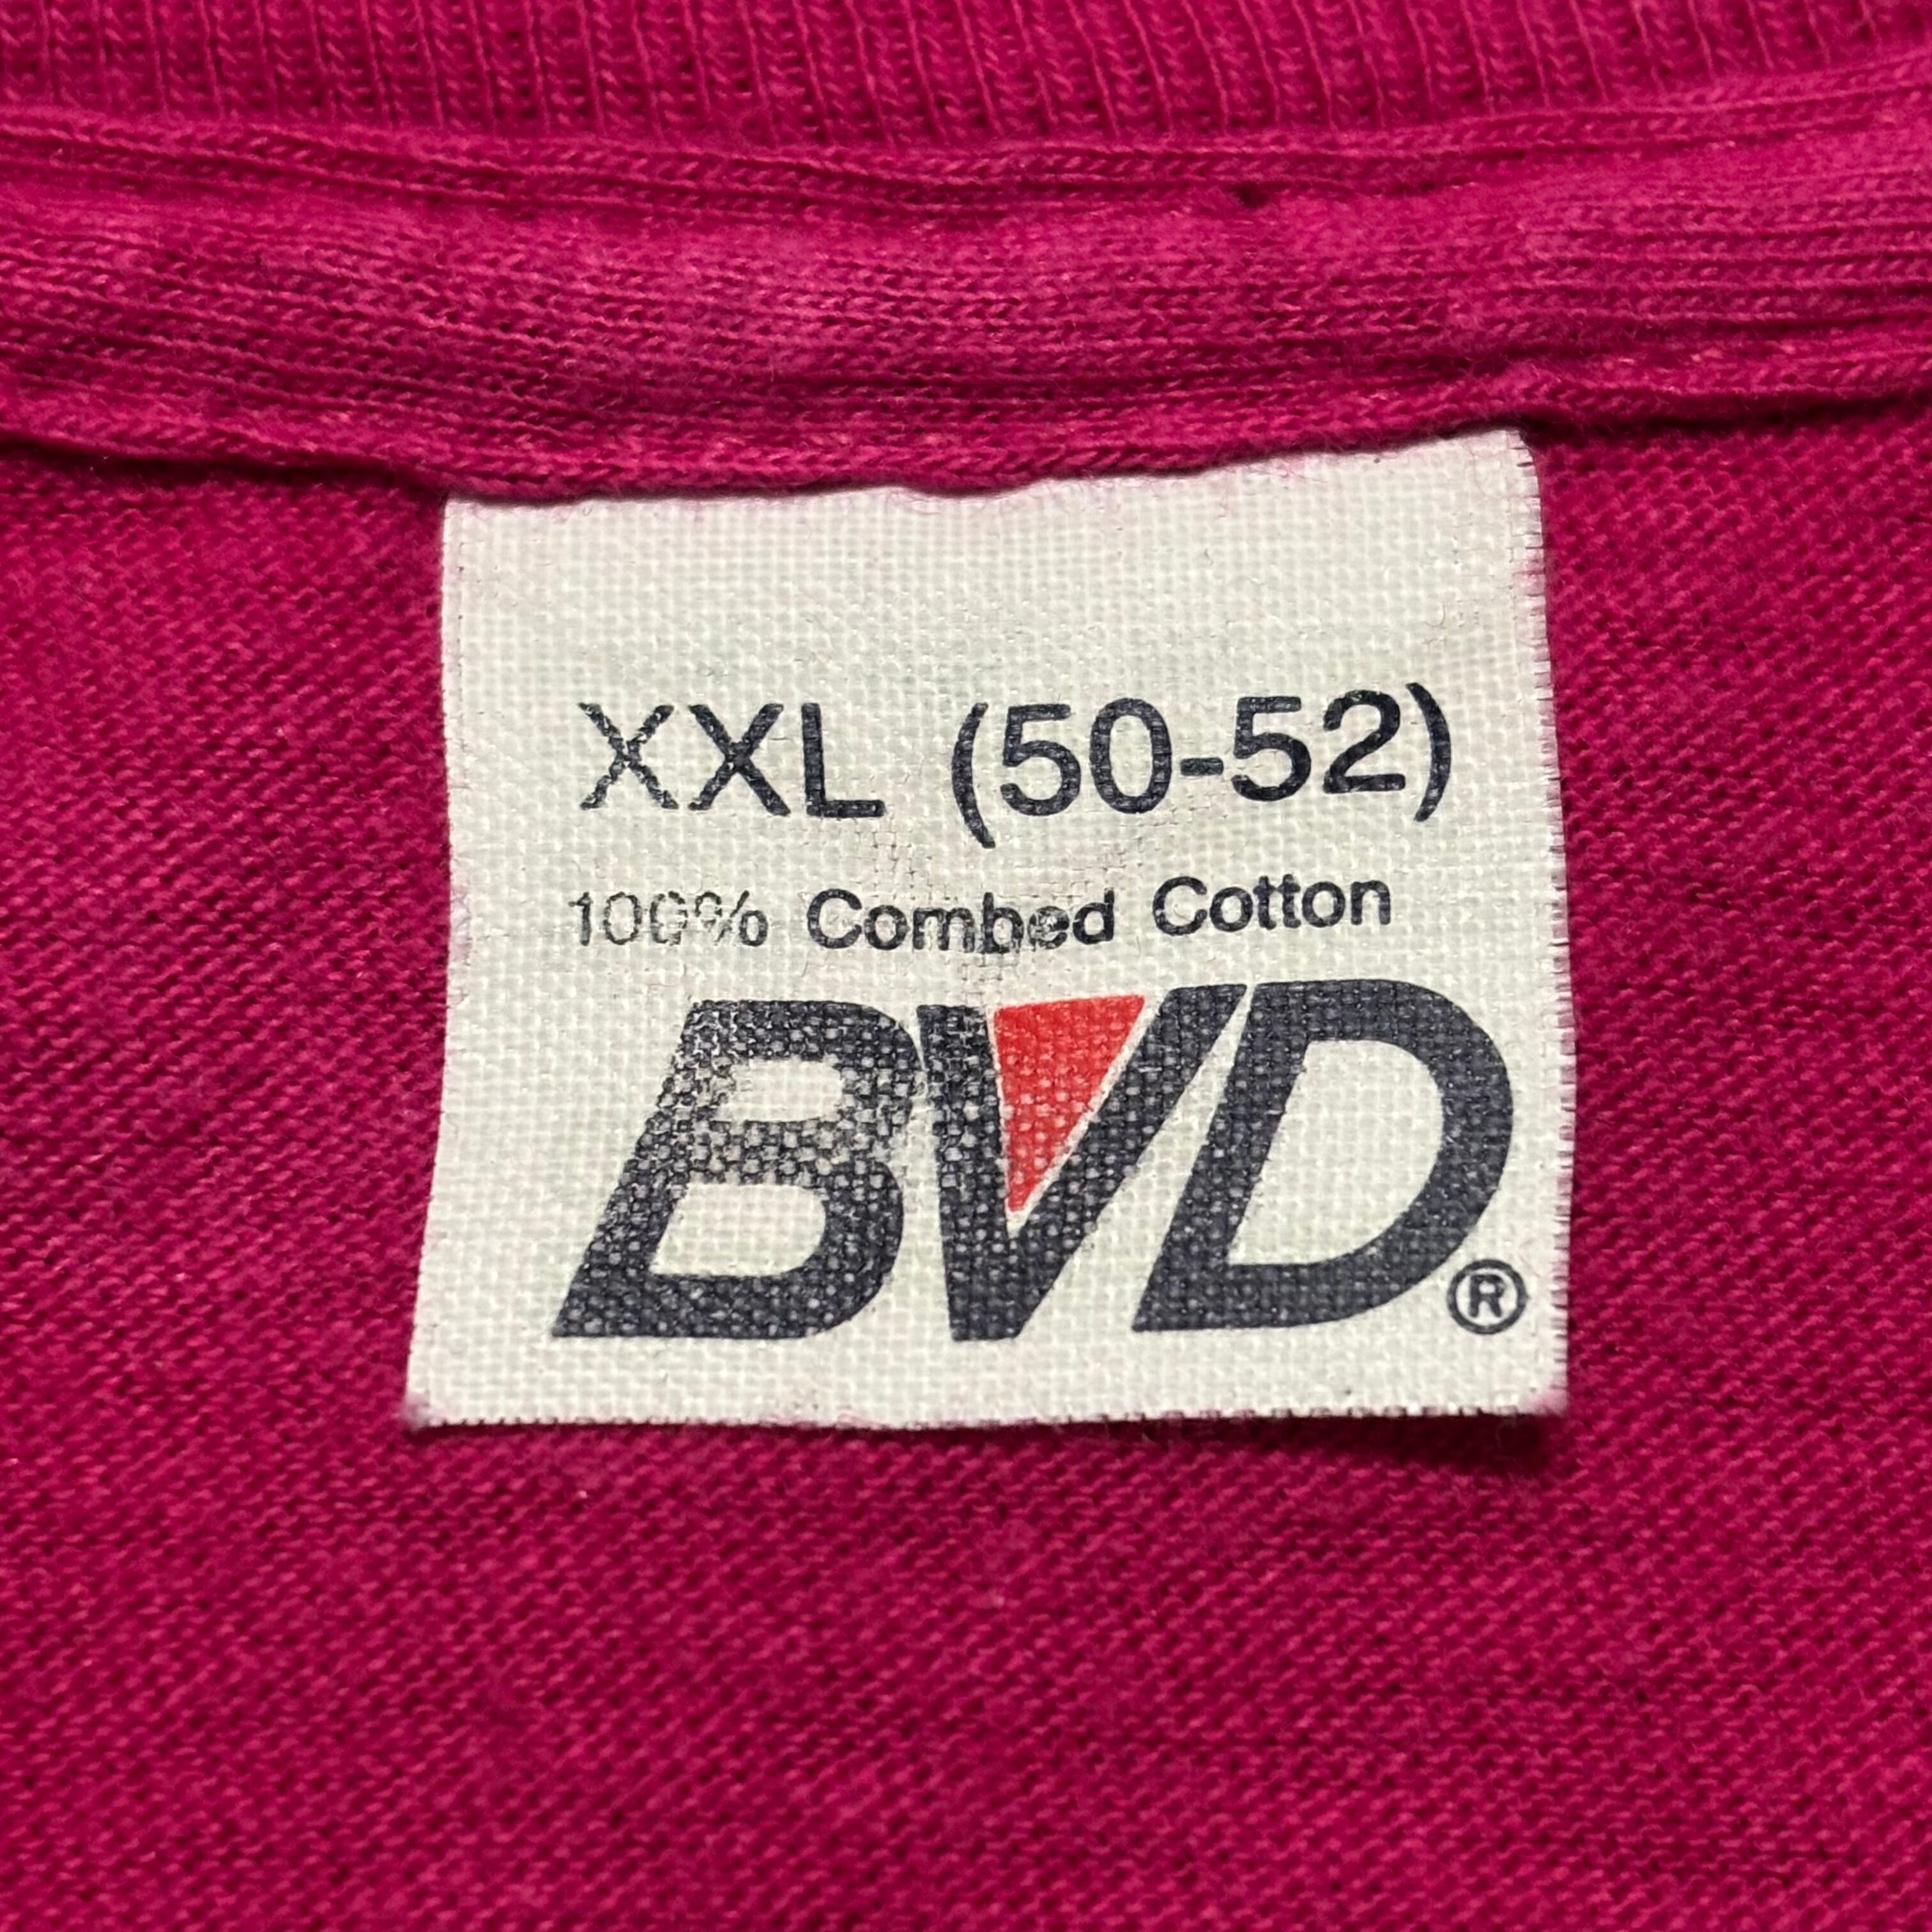 XXL (50-52)
100% Combed Cotton
BVD®